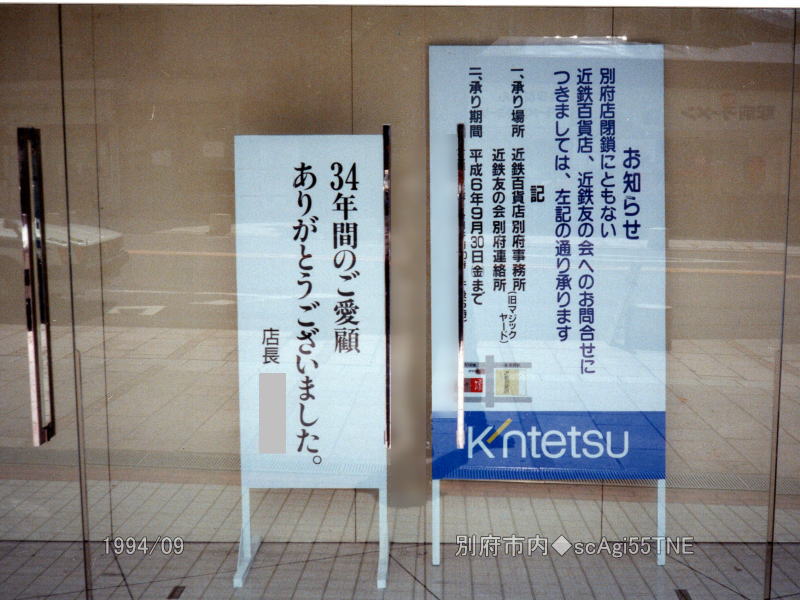 お知らせ
別府店閉鎖にともない
近鉄百貨店、近鉄友の会へのお問合せに
つきましては、左記の通り承ります
記
一、承り場所 近鉄百貨店別府事務所(旧マジックヤード)
近鉄友の会別府連絡所
二、承り期間 平成6年9月30日金まで
Kintetsu
34年間のご愛顧
ありがとうございました。
店長
1994/09
別府市内◆scAgi55TNE